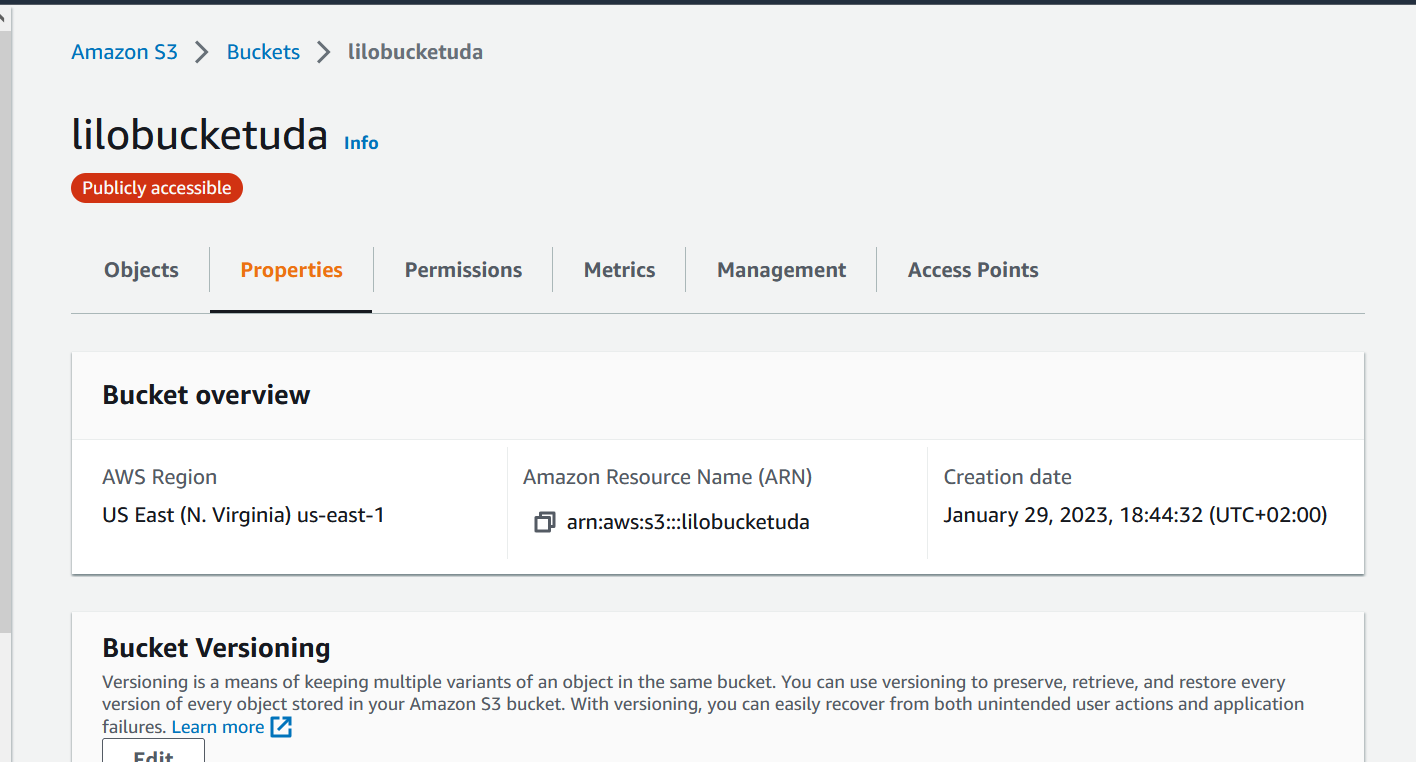 Amazon S3 > Buckets > lilobucketuda
lilobucketuda Info
Publicly accessible
Objects Properties Permissions Metrics Management Access Points
Bucket overview
AWS Region
US East (N. Virginia) us-east-1
Amazon Resource Name (ARN)
arn:aws:s3:::lilobucketuda
Creation date
January 29, 2023, 18:44:32 (UTC+02:00)
Bucket Versioning
Versioning is a means of keeping multiple variants of an object in the same bucket. You can use versioning to preserve, retrieve, and restore every
version of every object stored in your Amazon S3 bucket. With versioning, you can easily recover from both unintended user actions and application
failures. Learn more
Edit